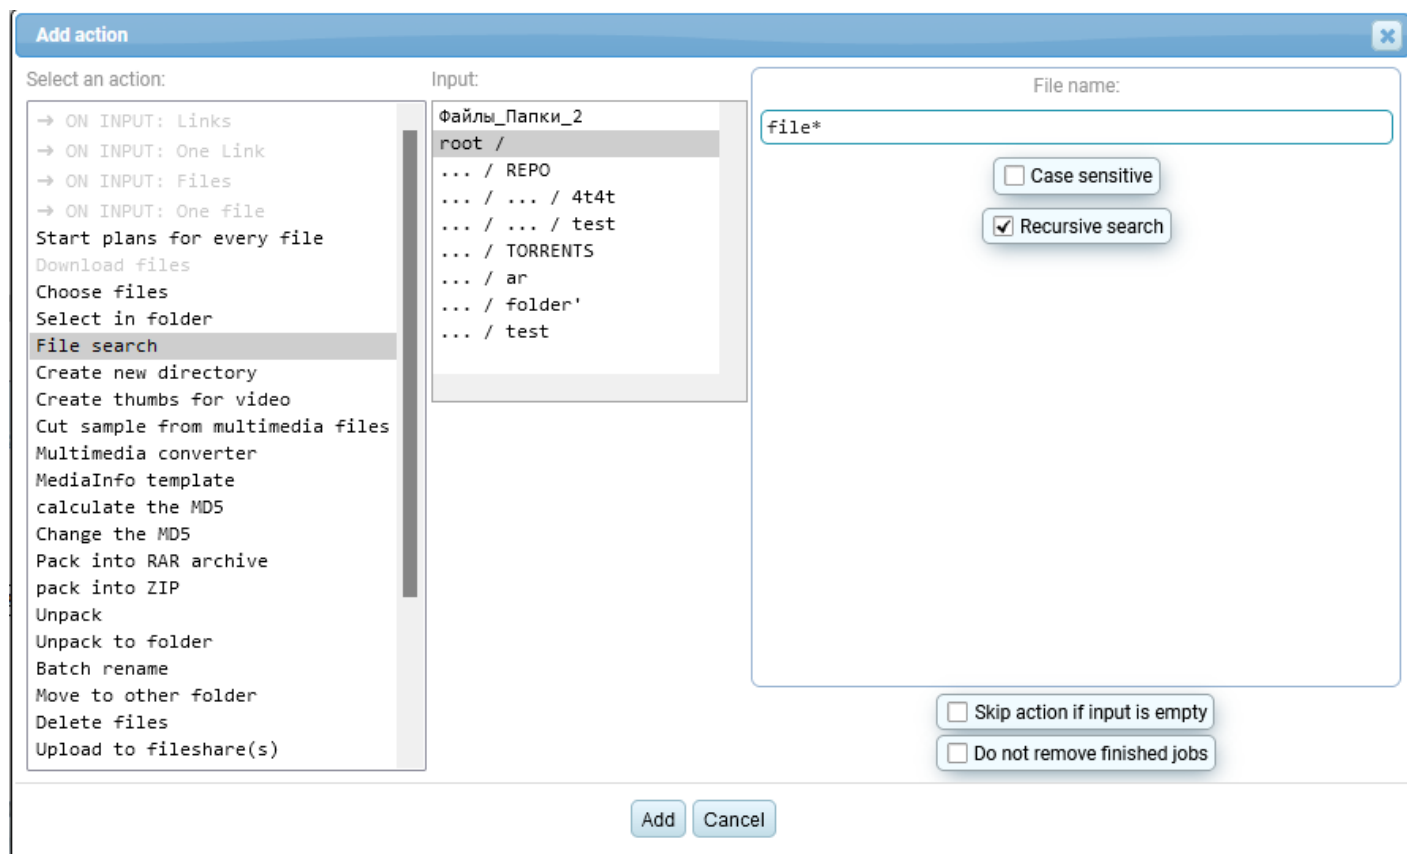 Add action
Select an action:
→ ON INPUT: Links
→ ON INPUT: One Link
→ ON INPUT: Files
→ ON INPUT: One file
Start plans for every file
Download files
Choose files
Select in folder
File search
Create new directory
Create thumbs for video
Cut sample from multimedia files
Multimedia converter
MediaInfo template
calculate the MD5
Change the MD5
Pack into RAR archive
pack into ZIP
Unpack
Unpack to folder
Batch rename
Move to other folder
Delete files
Upload to fileshare(s)
Input:
Файлы_Папки_2
root /
... / REPO
... / ... / 4t4t
... / ... / test
... / TORRENTS
... / ar
... / folder'
... / test
File name:
file*
Case sensitive
Recursive search
Skip action if input is empty
Do not remove finished jobs
Add
Cancel